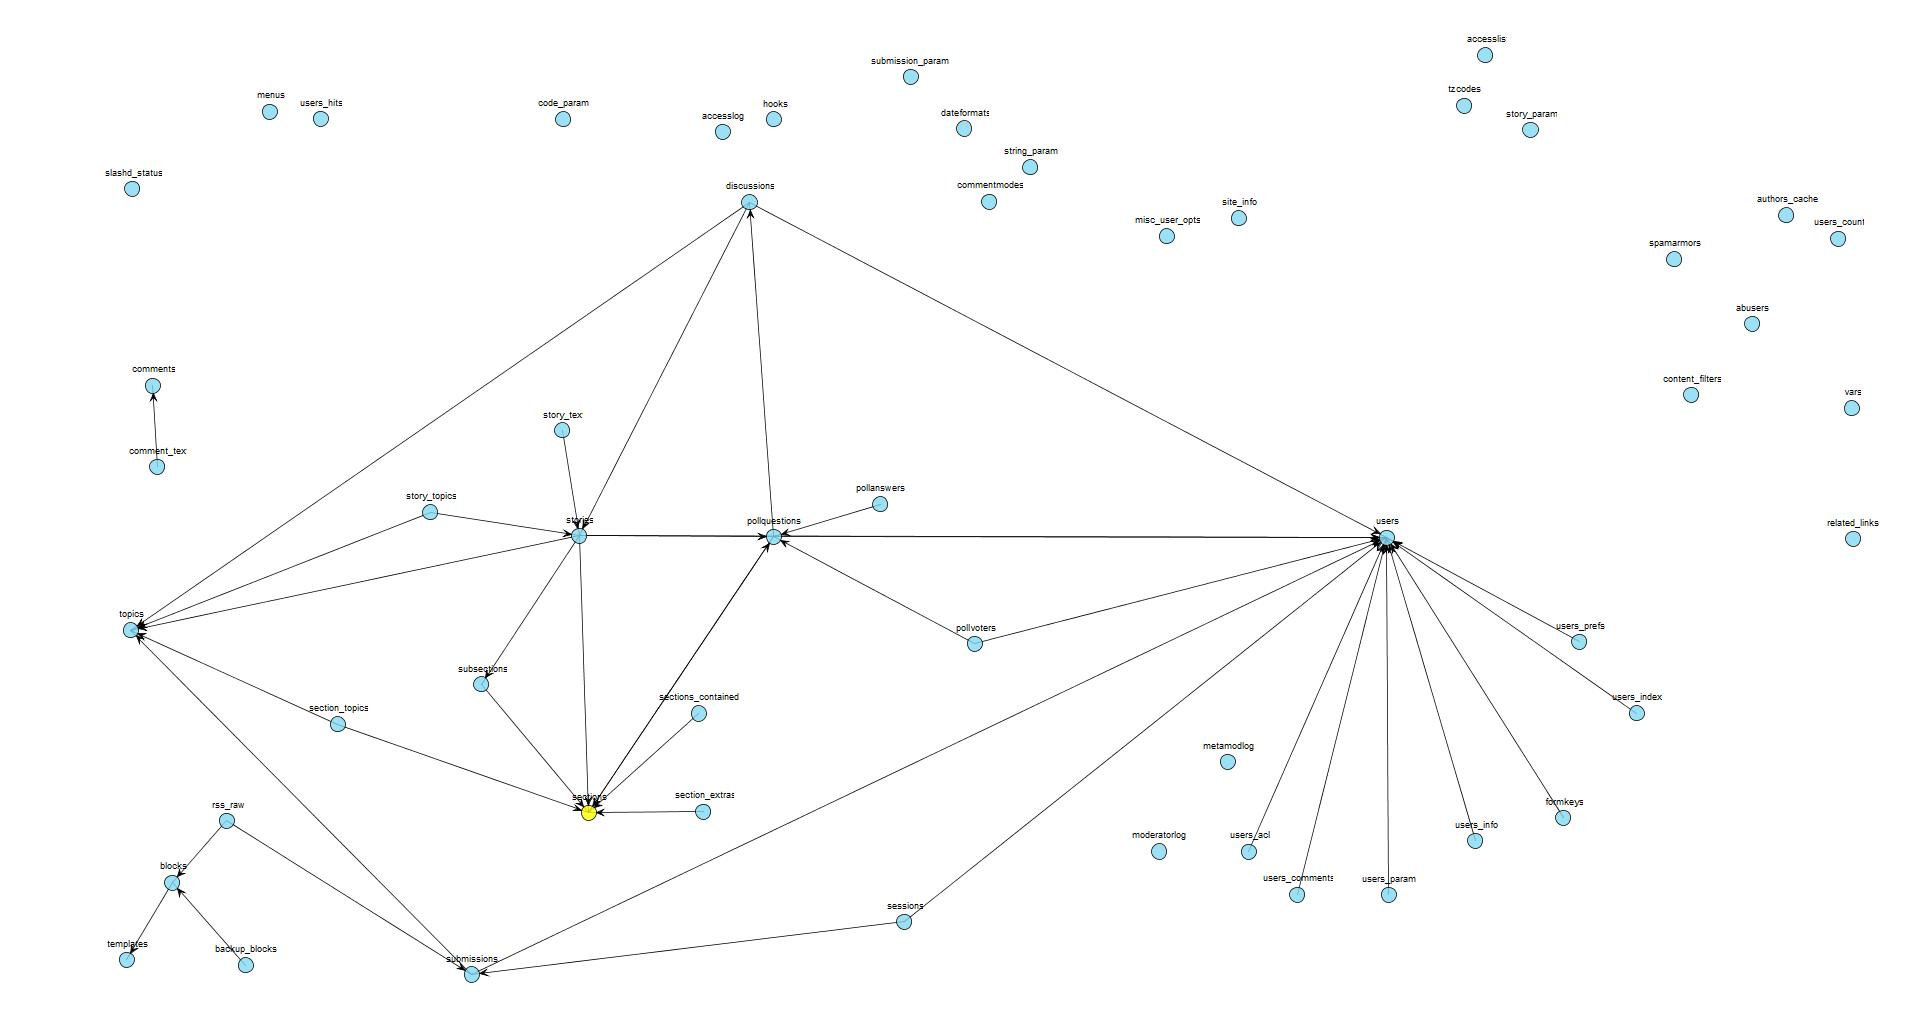 accesslis
submission_param
tzcodes
menus
users_hits
code_param
hooks
accesslog
dateformats
story_param
string_param
slashd_status
discussions
commentmodes
authors_cache
site_info
misc_user_opts
users_count
spamarmors
abusers
comments
content_filters
vars
story_tex
comment_tex
pollanswers
story_topics
stories
pollquestions
users
related_links
topics
pollvoters
users_prefs
subsections
sections_contained
users_index
section_topics
metamodlog
sections
section_extras
rss_raw
formkeys
users_info
moderatorlog
users_acl
blocks
users_comments
users_param
sessions
templates
backup_blocks
submissions